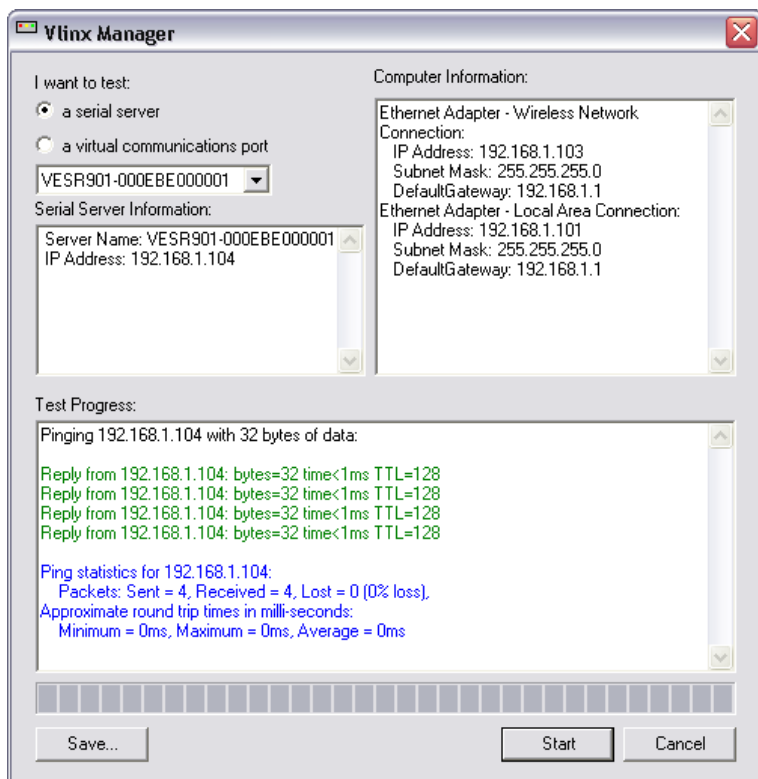 Vlinx Manager
I want to test:
a serial server
a virtual communications port
VESR901-000EBE000001
Serial Server Information:
Server Name: VESR901-000EBE000001
IP Address: 192.168.1.104
Computer Information:
Ethernet Adapter - Wireless Network
Connection:
IP Address: 192.168.1.103
Subnet Mask: 255.255.255.0
DefaultGateway: 192.168.1.1
Ethernet Adapter - Local Area Connection:
IP Address: 192.168.1.101
Subnet Mask: 255.255.255.0
DefaultGateway: 192.168.1.1
Test Progress:
Pinging 192.168.1.104 with 32 bytes of data:
Reply from 192.168.1.104: bytes=32 time<1ms TTL=128
Reply from 192.168.1.104: bytes=32 time<1ms TTL=128
Reply from 192.168.1.104: bytes=32 time<1ms TTL=128
Reply from 192.168.1.104: bytes=32 time<1ms TTL=128
Ping statistics for 192.168.1.104:
Packets: Sent = 4, Received = 4, Lost = 0 (0% loss),
Approximate round trip times in milli-seconds:
Minimum = 0ms, Maximum = 0ms, Average = 0ms
Save...
Start
Cancel